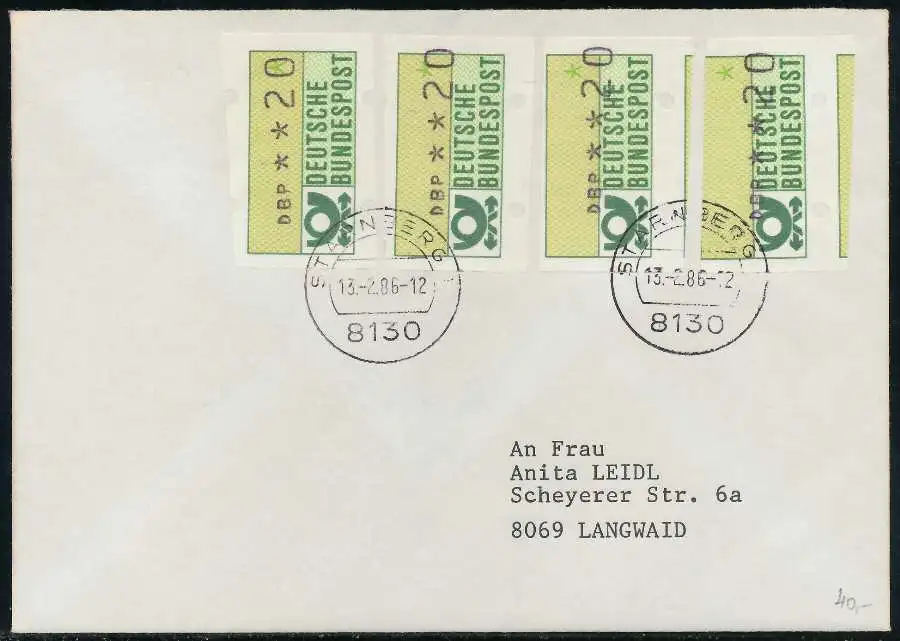 DBP * * 20
DEUTSCHE
BUNDESPOST
DBP * * 20
DEUTSCHE
BUNDESPOST
DBP * * 20
DEUTSCHE
BUNDESPOST
DBP * * 20
DEUTSCHE
BUNDESPOST
STARNBERG
13.-2.86-12
8130
STARNBERG
13.-2.86-12
8130
An Frau
Anita LEIDL
Scheyerer Str. 6a
8069 LANGWAID
40,-